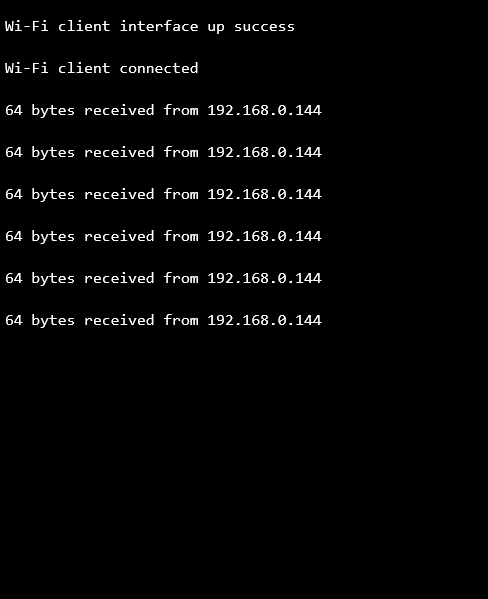 Wi-Fi client interface up success
Wi-Fi client connected
64 bytes received from 192.168.0.144
64 bytes received from 192.168.0.144
64 bytes received from 192.168.0.144
64 bytes received from 192.168.0.144
64 bytes received from 192.168.0.144
64 bytes received from 192.168.0.144